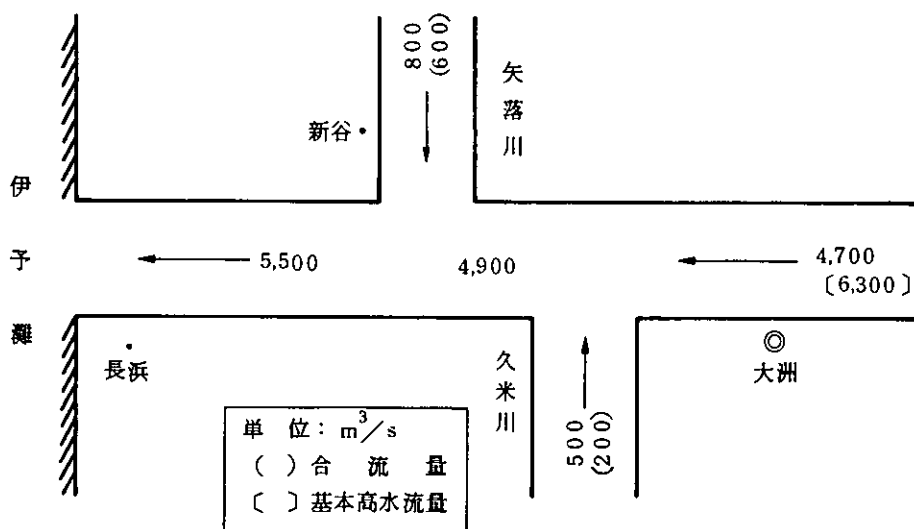 800
(600)
矢落川
新谷
伊予灘
5,500
4,900
4,700
〔6,300〕
長浜
久米川
500
(200)
大洲
単 位： m³/s
( ) 合 流 量
〔 〕 基本高水流量